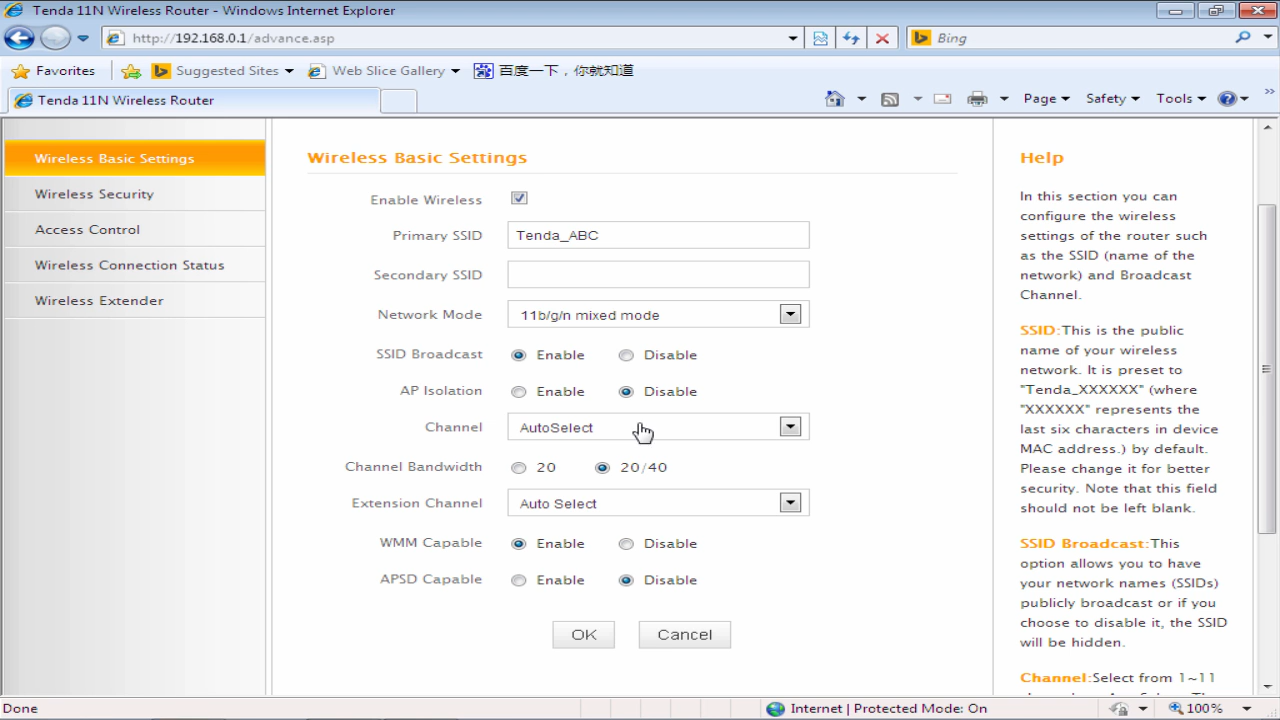 Tenda 11N Wireless Router - Windows Internet Explorer
http://192.168.0.1/advance.asp
Bing
Favorites
Suggested Sites
Web Slice Gallery
百度一下，你就知道
Tenda 11N Wireless Router
Page
Safety
Tools
Wireless Basic Settings
Wireless Security
Access Control
Wireless Connection Status
Wireless Extender
Wireless Basic Settings
Enable Wireless
Primary SSID Tenda_ABC
Secondary SSID
Network Mode 11b/g/n mixed mode
SSID Broadcast Enable Disable
AP Isolation Enable Disable
Channel AutoSelect
Channel Bandwidth 20 20/40
Extension Channel Auto Select
WMM Capable Enable Disable
APSD Capable Enable Disable
OK Cancel
Help
In this section you can
configure the wireless
settings of the router such
as the SSID (name of the
network) and Broadcast
Channel.
SSID:This is the public
name of your wireless
network. It is preset to
"Tenda_XXXXXX" (where
"XXXXXX" represents the
last six characters in device
MAC address.) by default.
Please change it for better
security. Note that this field
should not be left blank.
SSID Broadcast:This
option allows you to have
your network names (SSIDs)
publicly broadcast or if you
choose to disable it, the SSID
will be hidden.
Channel:Select from 1~11
Done
Internet | Protected Mode: On
100%